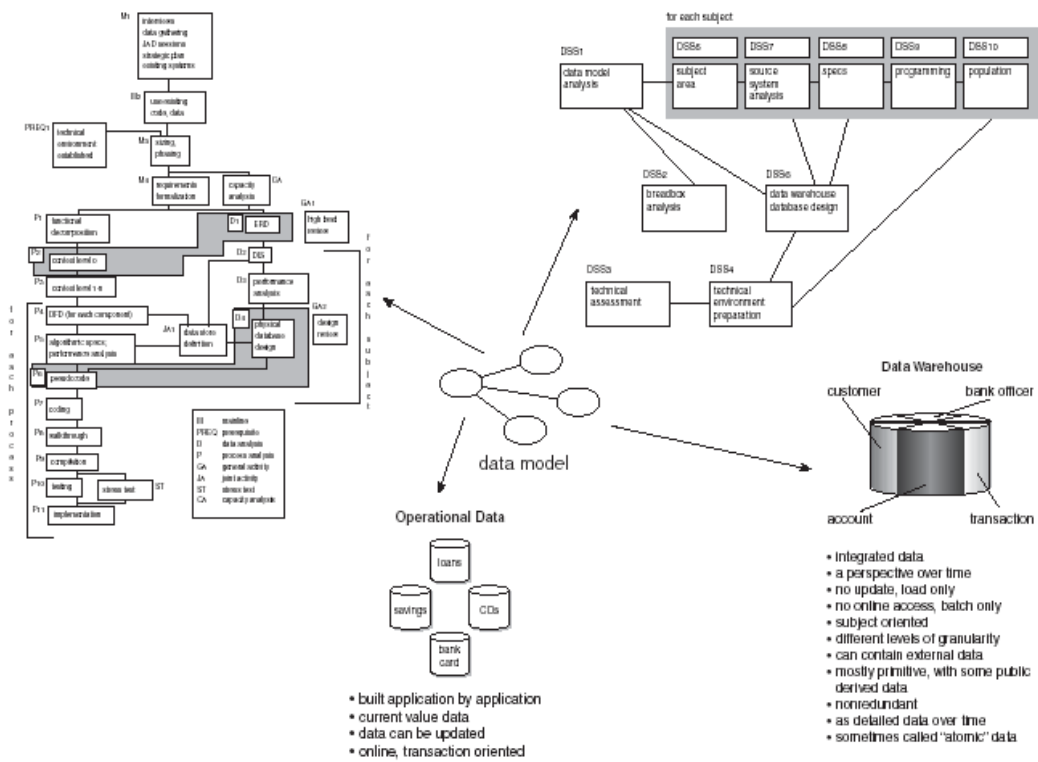 M1
interviews
data gathering
JAD sessions
strategic plan
existing systems
M2
use existing
code, data
PREQ1
technical
environment
established
M3
sizing,
phasing
M4
requirements
formalization
capacity
analysis
CA
GA1
high level
review
P1
functional
decomposition
D1
ERD
P2
context level 0
D2
DIS
P3
context level 1-n
D3
performance
analysis
P4
DFD (for each component)
JA1
data store
definition
D4
physical
database
design
GA2
design
review
P5
algorithmic specs;
performance analysis
P6
pseudocode
P7
coding
P8
walkthrough
P9
compilation
P10
testing
stress test
ST
P11
implementation
for each process
for each subject
M mainline
PREQ prerequisite
D data analysis
P process analysis
GA general activity
JA joint activity
ST stress test
CA capacity analysis
for each subject
DSS1
data model
analysis
DSS6
subject
area
DSS7
source
system
analysis
DSS8
specs
DSS9
programming
DSS10
population
DSS2
breadbox
analysis
DSS5
data warehouse
database design
DSS3
technical
assessment
DSS4
technical
environment
preparation
data model
Operational Data
loans
savings
CDs
bank
card
• built application by application
• current value data
• data can be updated
• online, transaction oriented
Data Warehouse
customer
bank officer
account
transaction
• integrated data
• a perspective over time
• no update, load only
• no online access, batch only
• subject oriented
• different levels of granularity
• can contain external data
• mostly primitive, with some public
derived data
• nonredundant
• as detailed data over time
• sometimes called "atomic" data